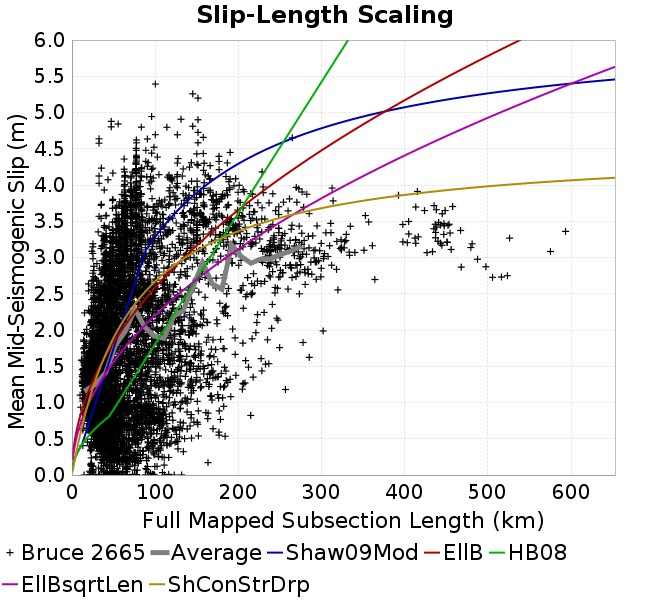 Slip-Length Scaling
6.0
5.5
5.0
4.5
4.0
3.5
3.0
2.5
2.0
1.5
1.0
0.5
0.0
Mean Mid-Seismogenic Slip (m)
0 100 200 300 400 500 600
Full Mapped Subsection Length (km)
Bruce 2665 Average Shaw09Mod EllB HB08
EllBsqrtLen ShConStrDrp